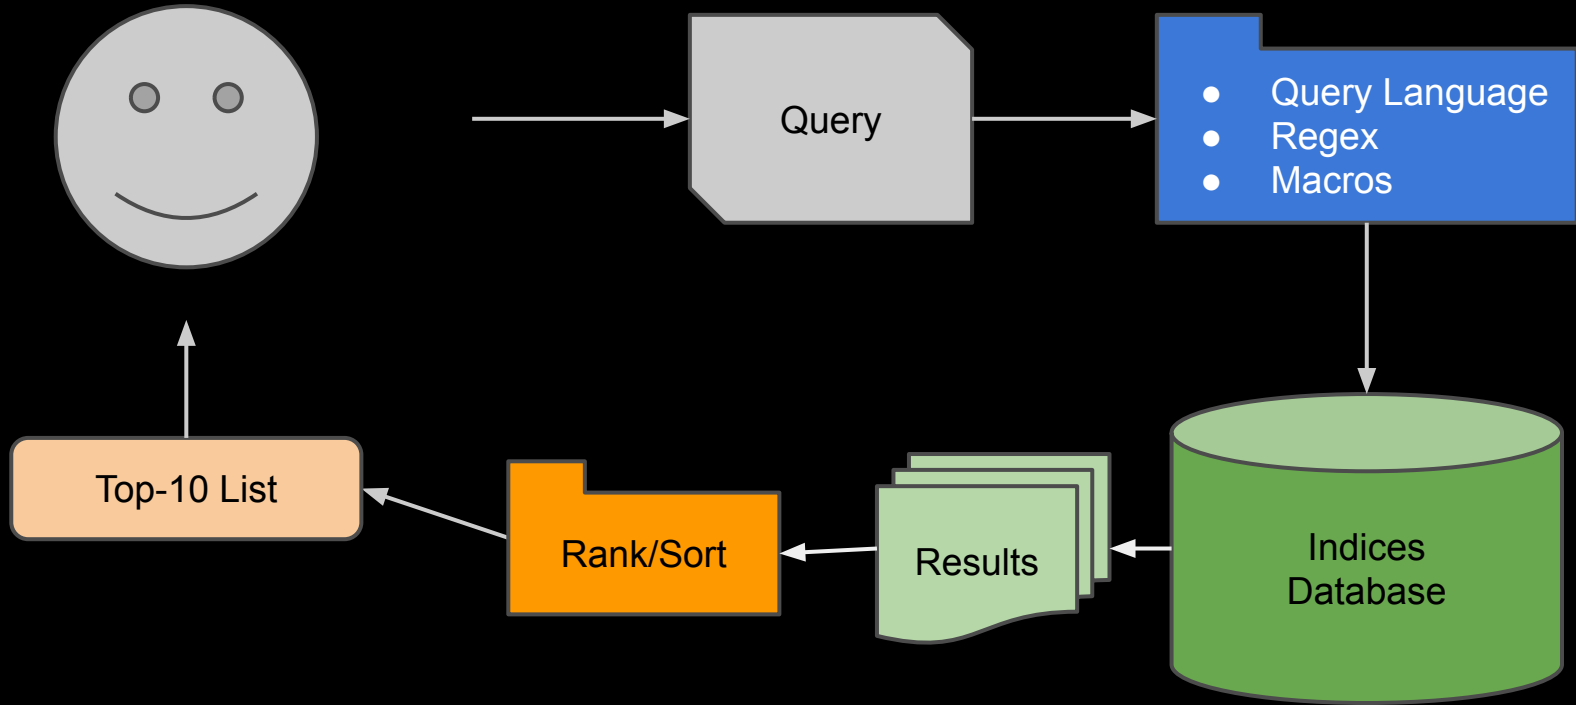 Query
● Query Language
● Regex
● Macros
Indices
Database
Results
Rank/Sort
Top-10 List